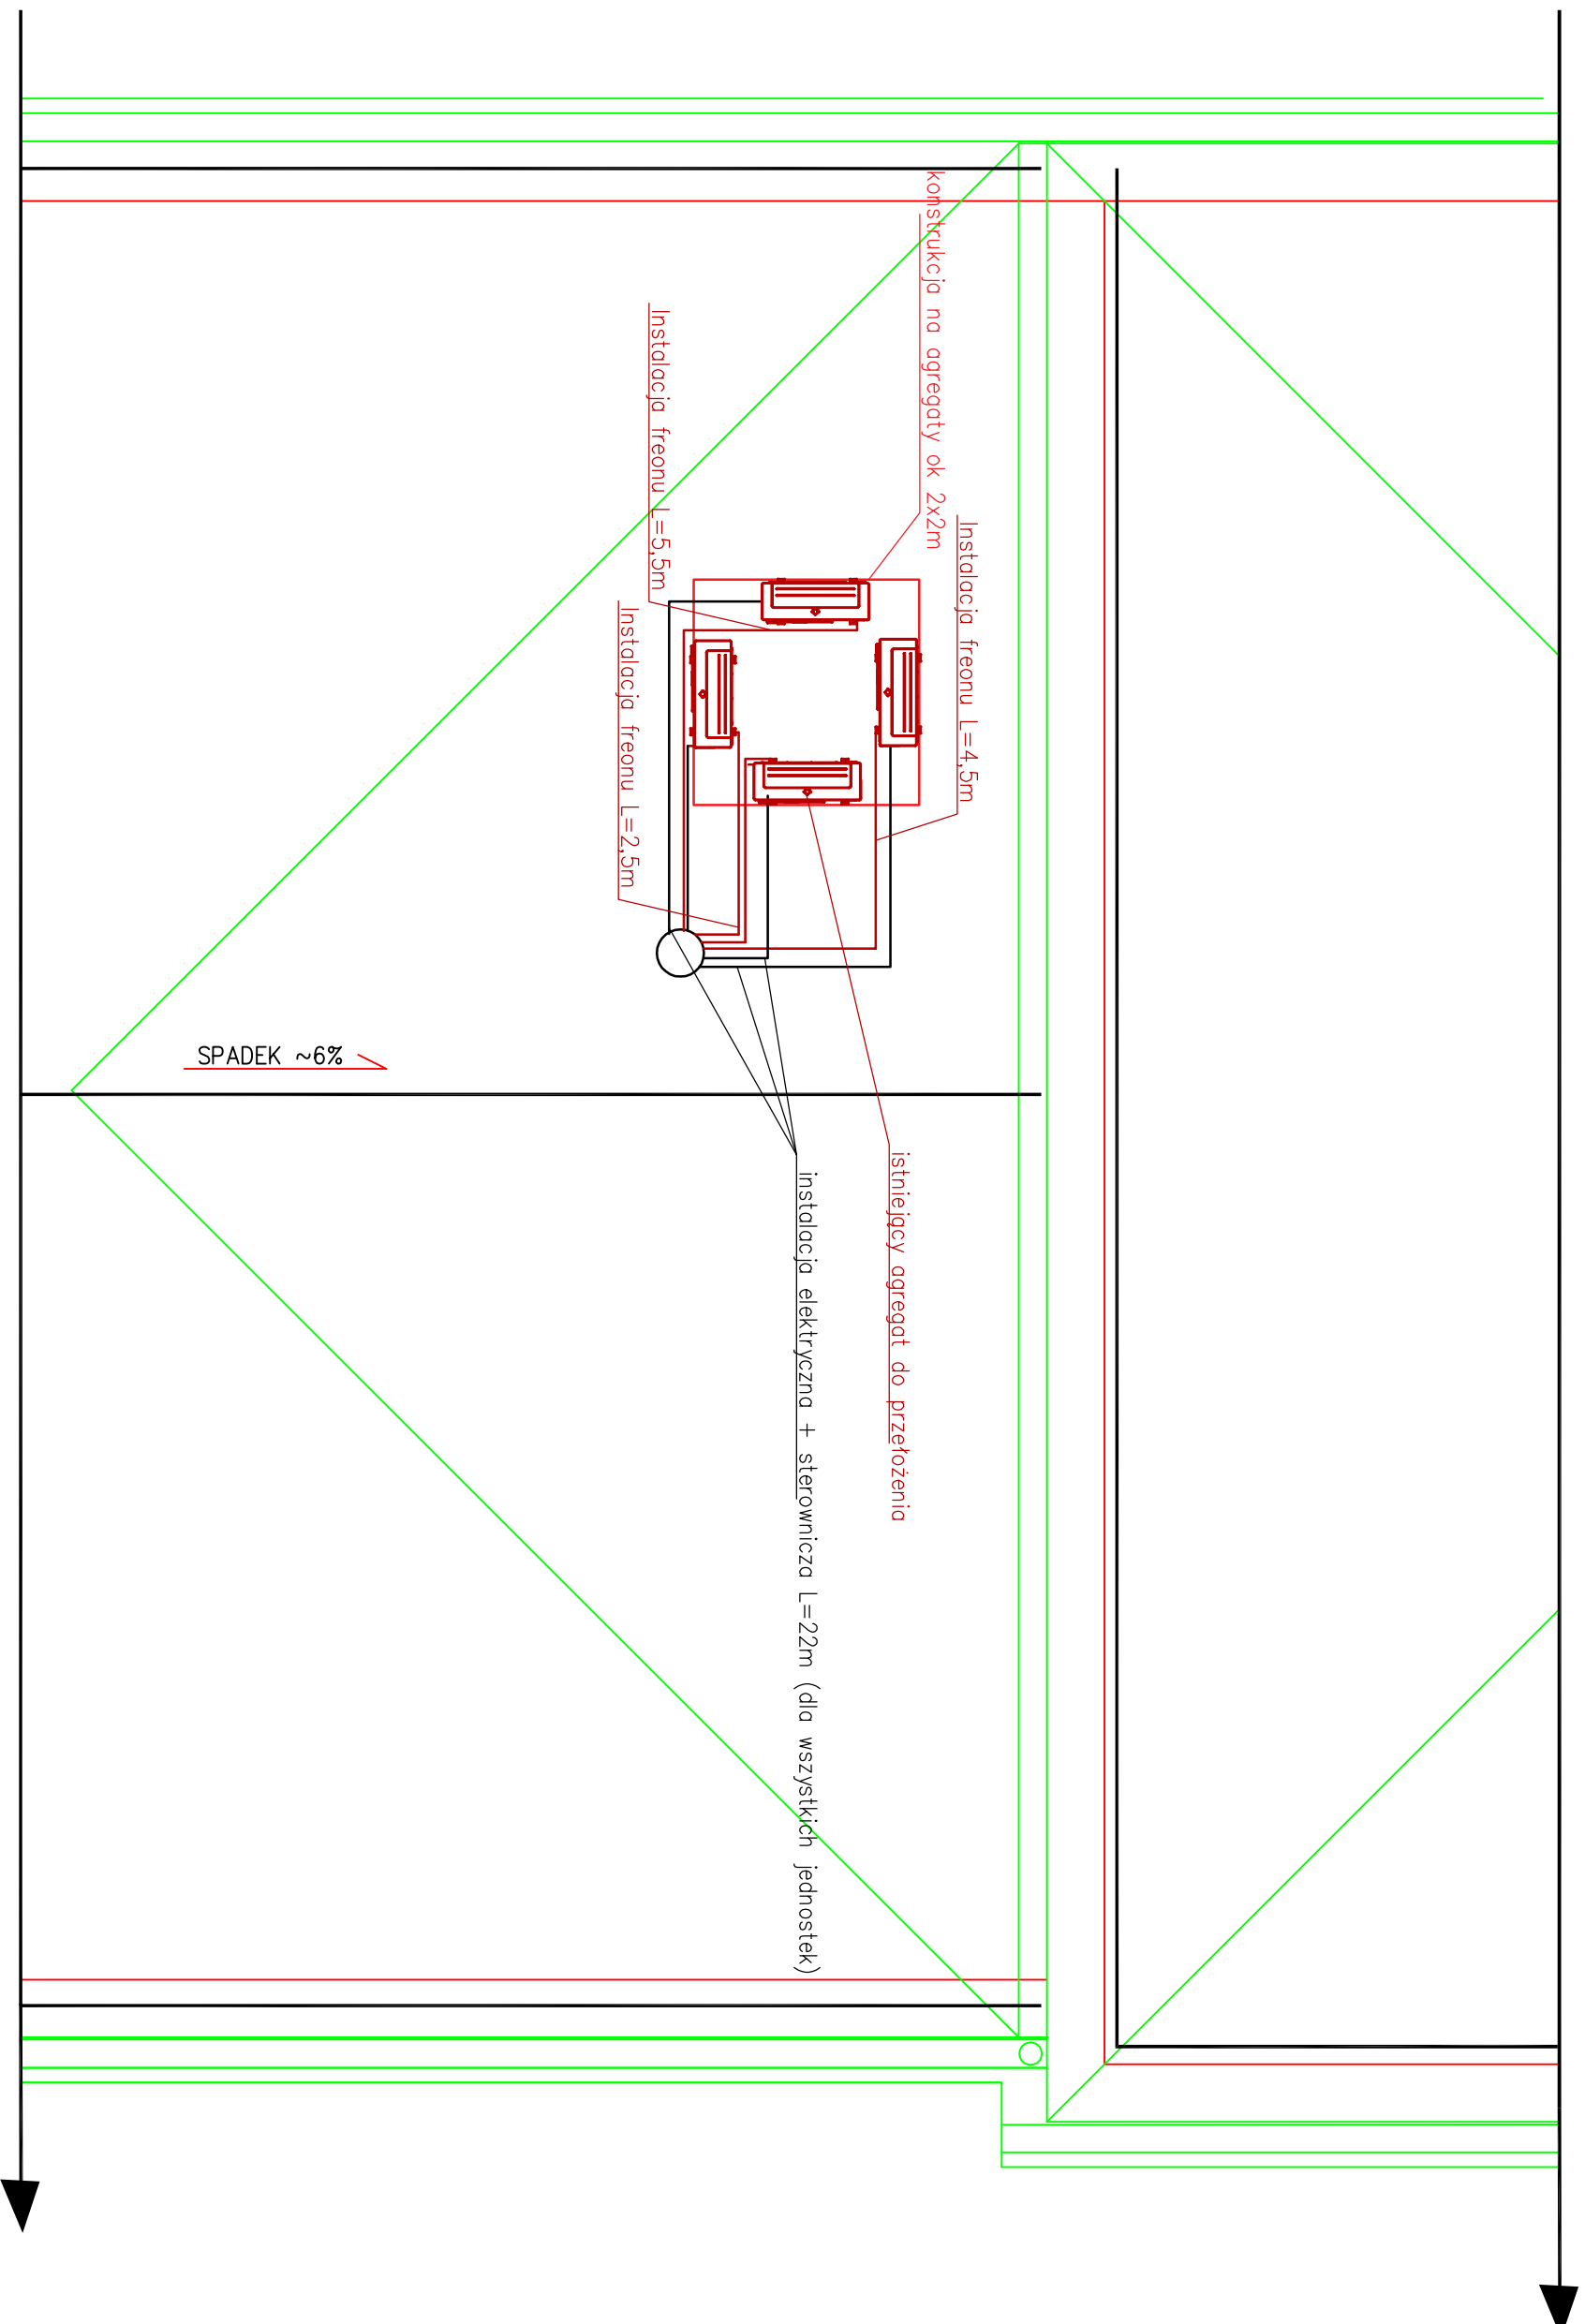 konstrukcja na agregaty ok 2x2m
Instalacja freonu L=5,5m
Instalacja freonu L=4,5m
Instalacja freonu L=2,5m
SPADEK ~6%
istniejący agregat do przełożenia
instalacja elektryczna + sterownicza L=22m (dla wszystkich jednostek)